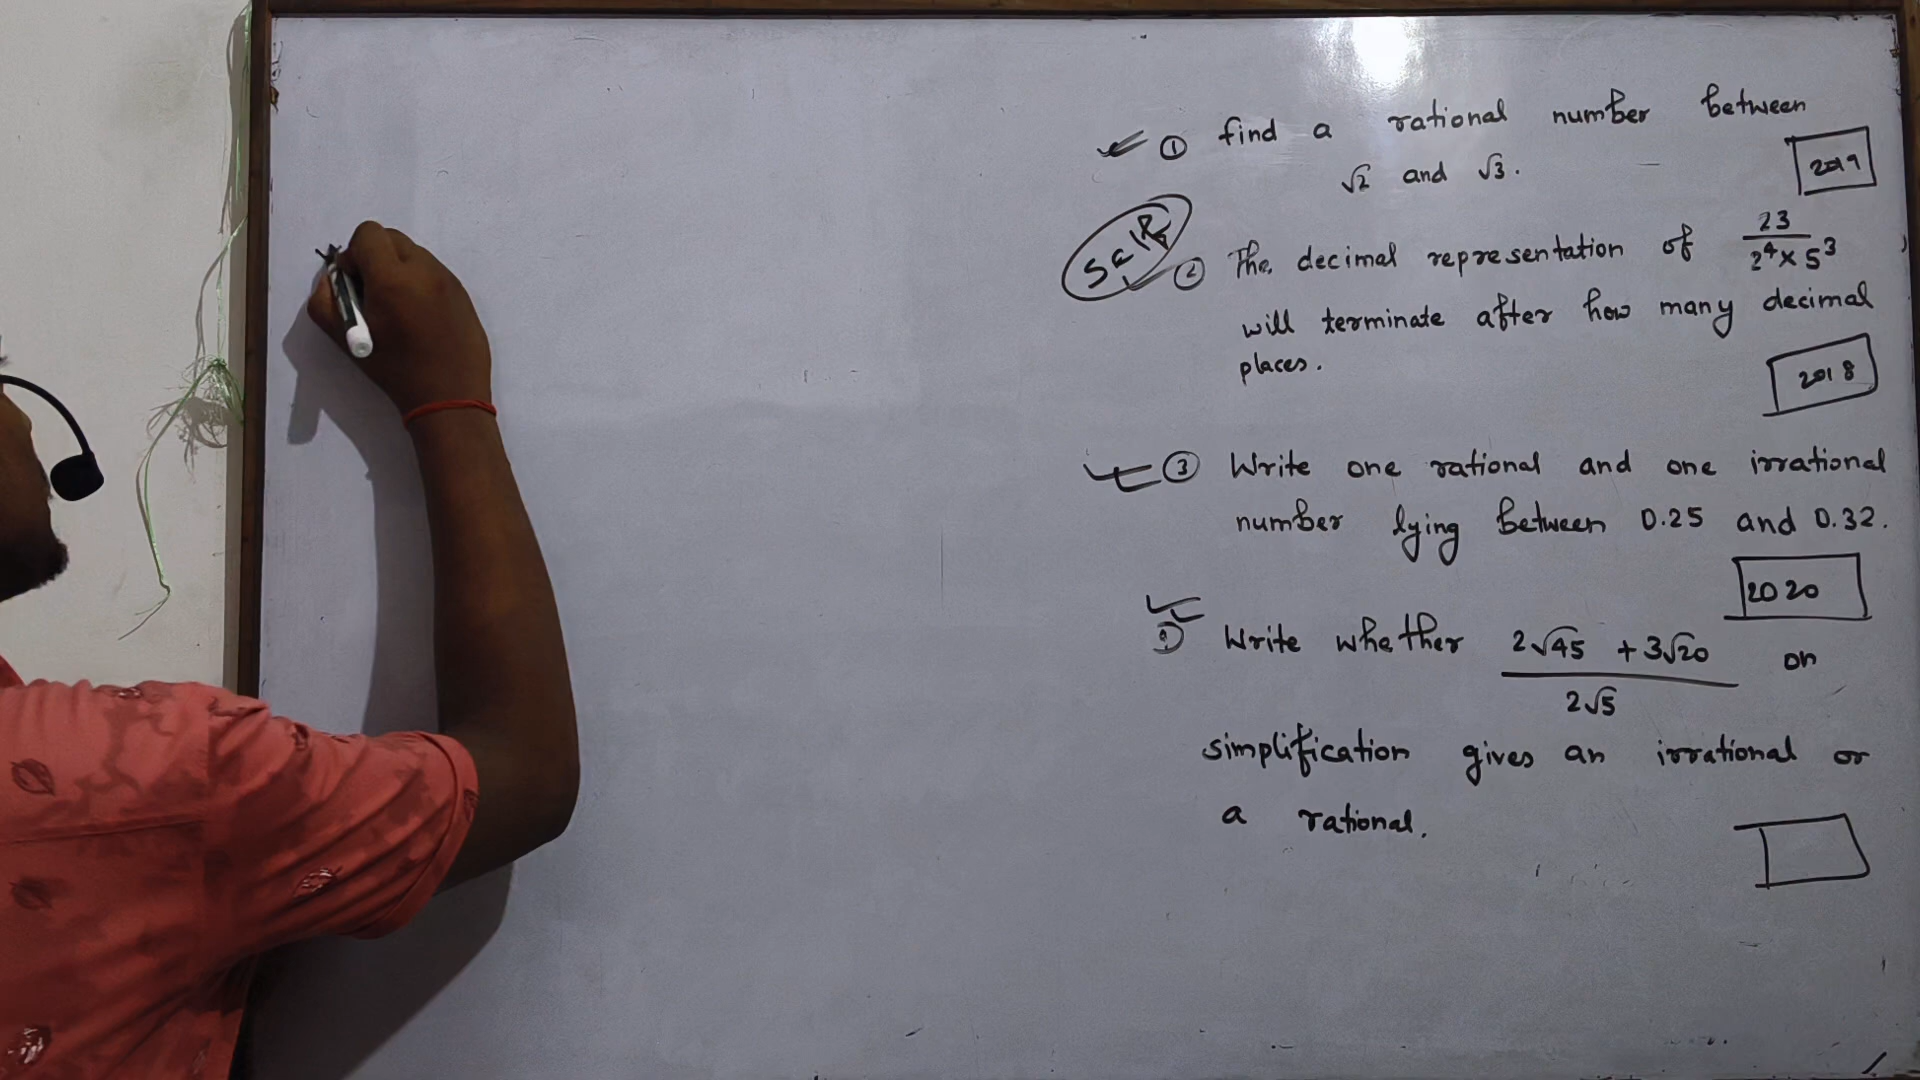 ① find a rational number between
√2 and √3.
2019
Self
② The decimal representation of 23/2⁴×5³
will terminate after how many decimal
places.
2018
③ Write one rational and one irrational
number lying between 0.25 and 0.32.
2020
Write whether (2√45 + 3√20)/2√5 on
simplification gives an irrational or
a rational.